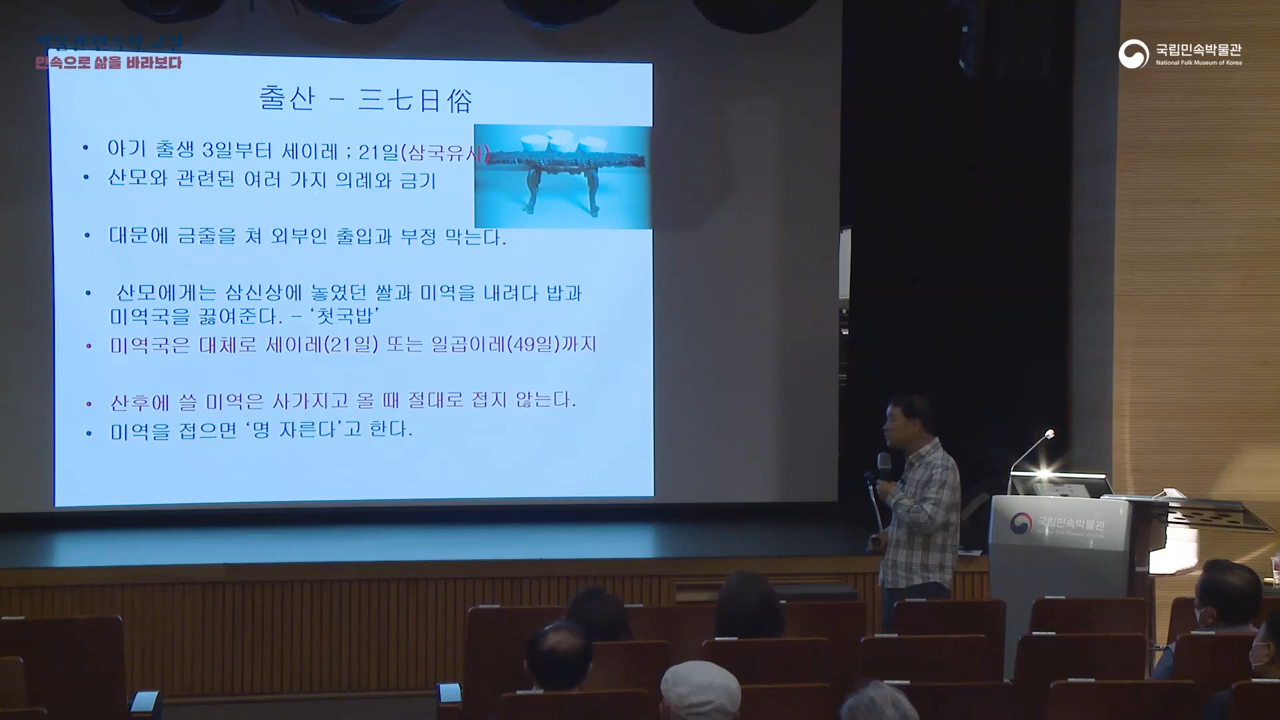 민속으로 삶을 바라보다
국립민속박물관
National Folk Museum of Korea
출산 – 三七日俗
• 아기 출생 3일부터 세이레 ; 21일(삼국유사)
• 산모와 관련된 여러 가지 의례와 금기
• 대문에 금줄을 쳐 외부인 출입과 부정 막는다.
• 산모에게는 삼신상에 놓였던 쌀과 미역을 내려다 밥과
미역국을 끓여준다. – ‘첫국밥’
• 미역국은 대체로 세이레(21일) 또는 일곱이레(49일)까지
• 산후에 쓸 미역은 사가지고 올 때 절대로 접지 않는다.
• 미역을 접으면 ‘명 자른다’고 한다.
국립민속박물관